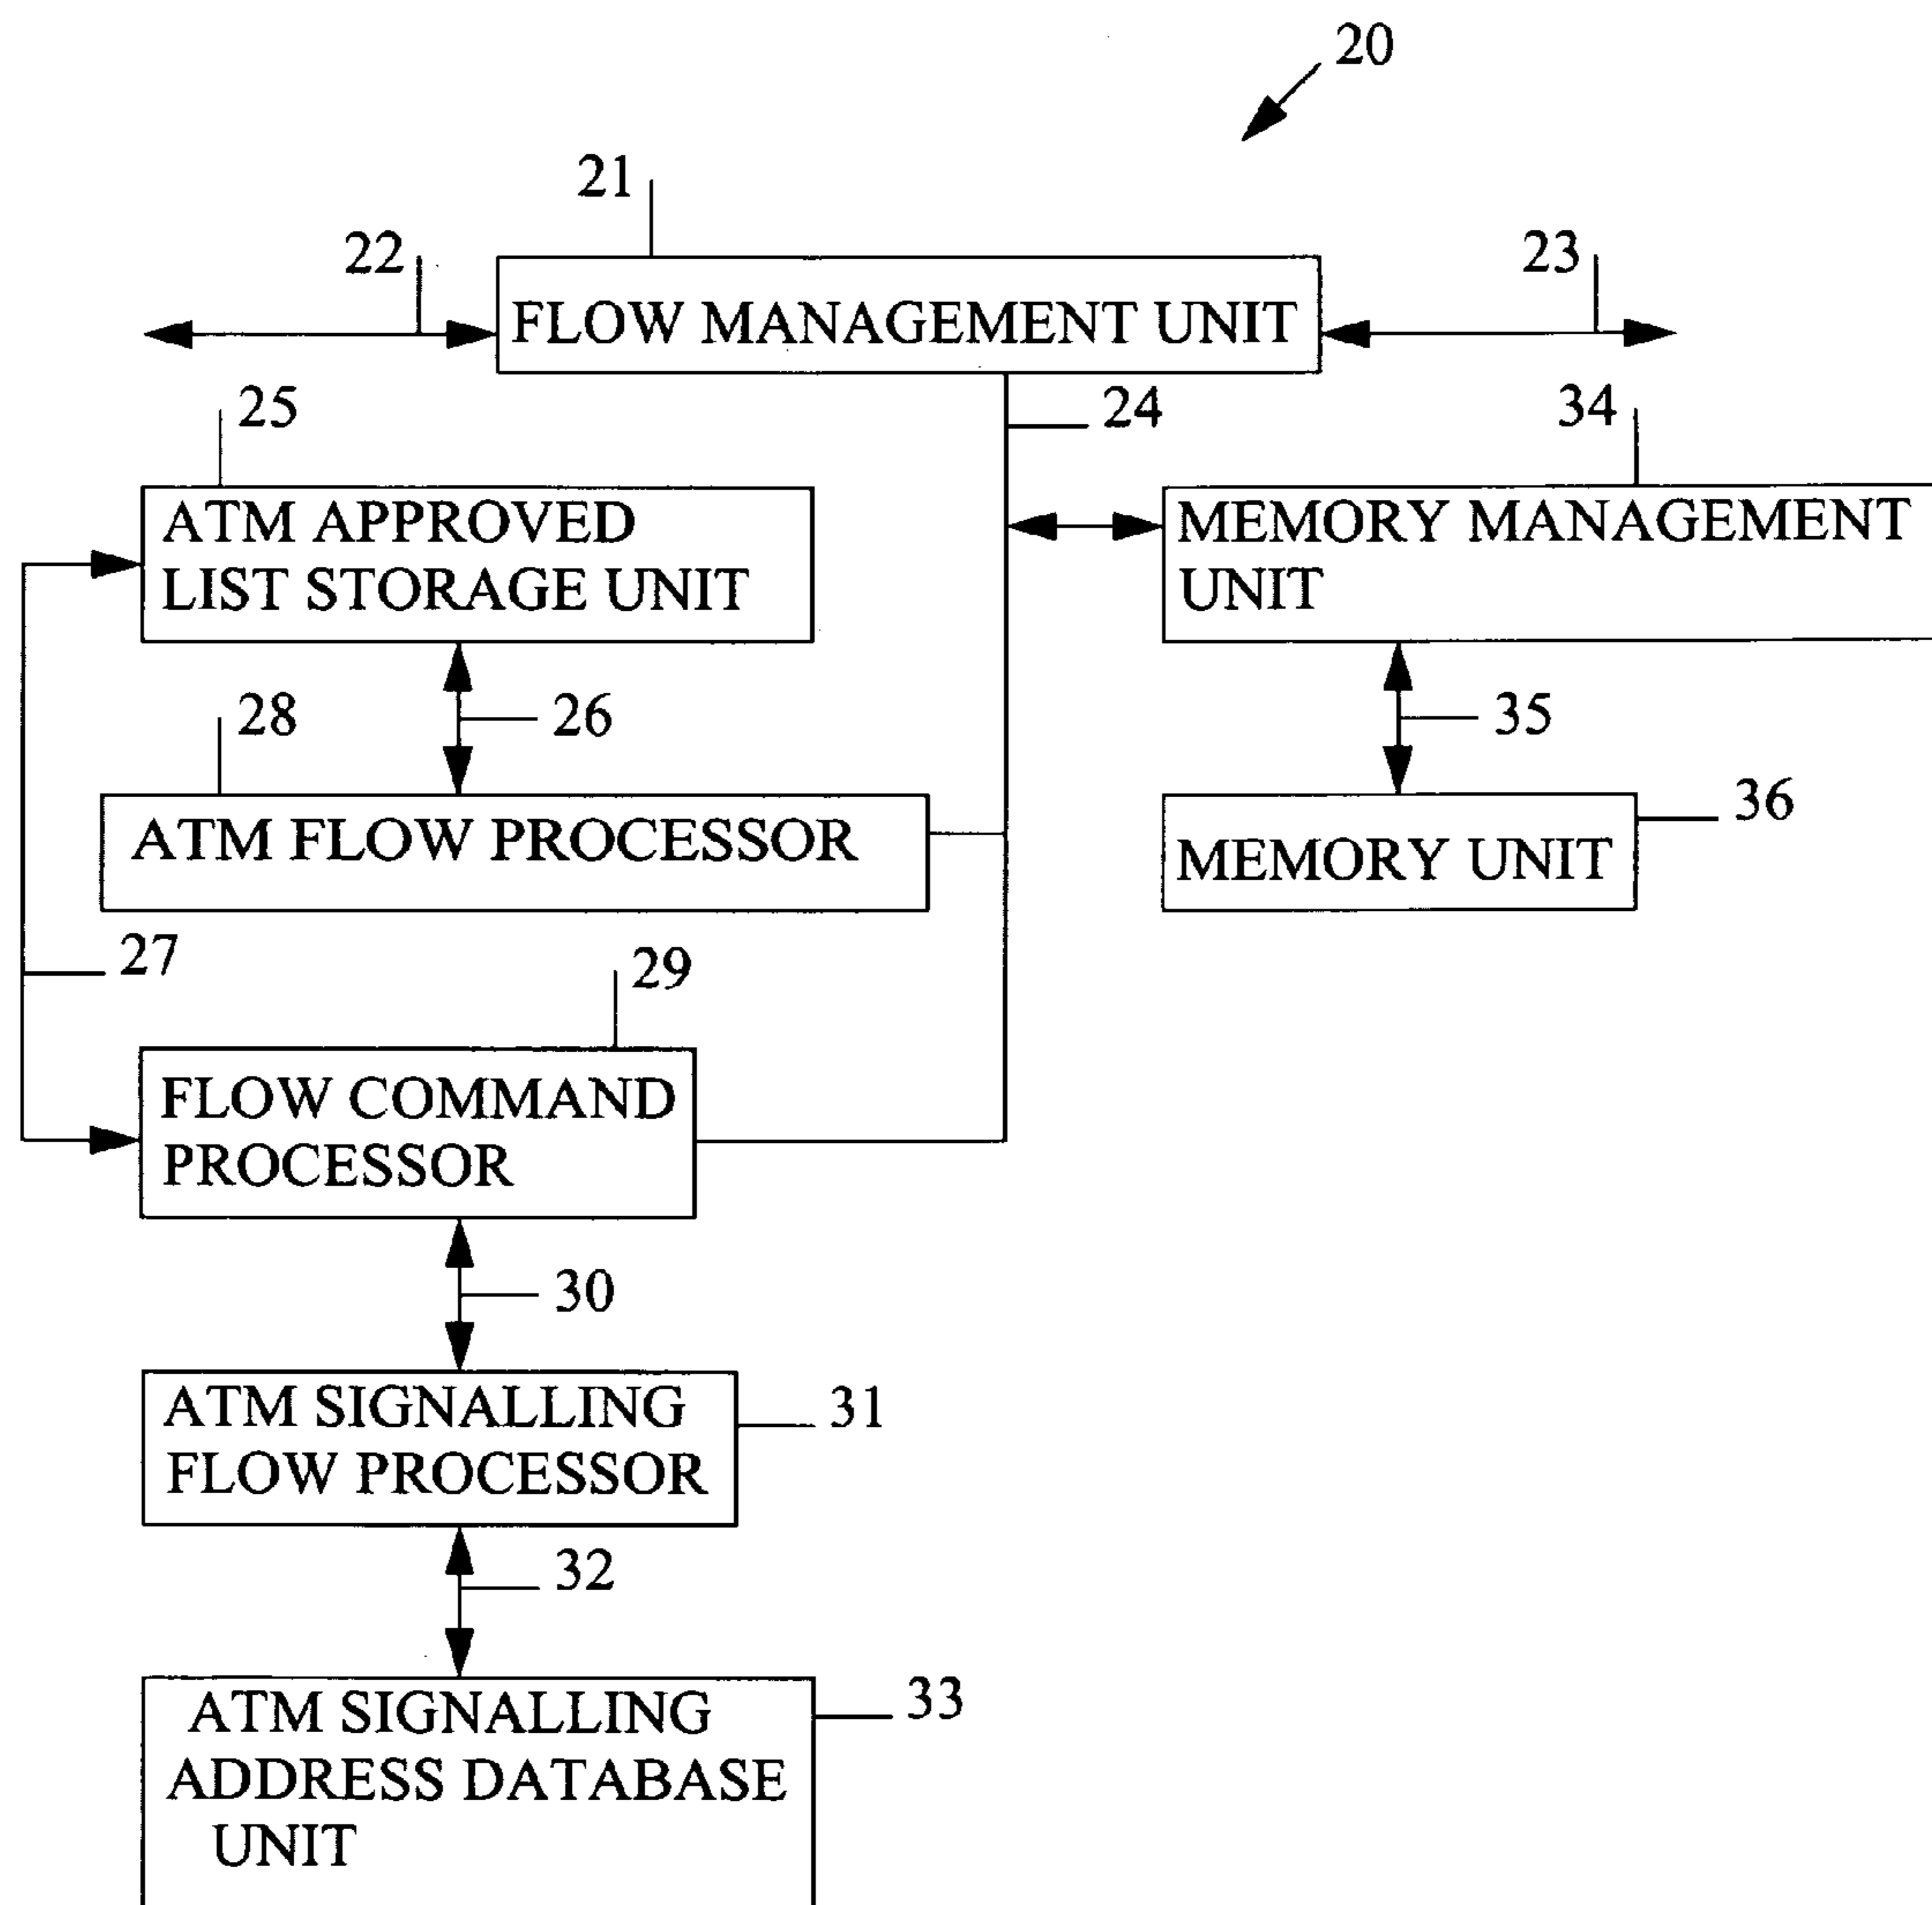 20
21
22
FLOW MANAGEMENT UNIT
23
24
25
ATM APPROVED
LIST STORAGE UNIT
34
MEMORY MANAGEMENT
UNIT
28
26
35
ATM FLOW PROCESSOR
36
MEMORY UNIT
27
29
FLOW COMMAND
PROCESSOR
30
ATM SIGNALLING
FLOW PROCESSOR
31
32
ATM SIGNALLING
ADDRESS DATABASE
UNIT
33